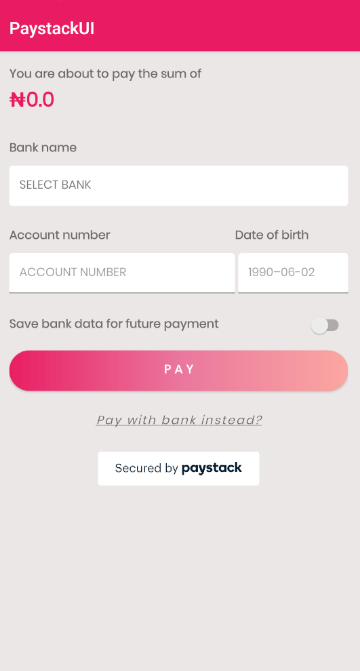 PaystackUI
You are about to pay the sum of
₦0.0
Bank name
SELECT BANK
Account number Date of birth
ACCOUNT NUMBER 1990-06-02
Save bank data for future payment
PAY
Pay with bank instead?
Secured by paystack